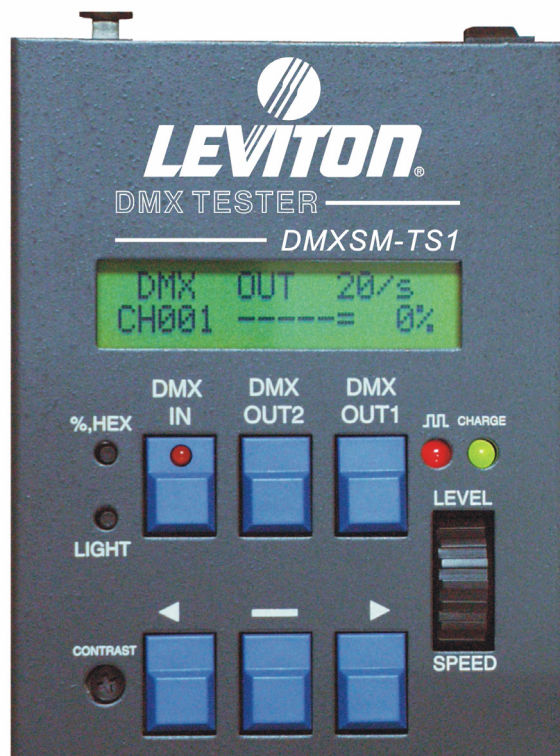 LEVITON®
DMX TESTER
DMXSM-TS1
DMX OUT 20/s
CH001 -----= 0%
DMX IN
DMX OUT2
DMX OUT1
%,HEX
CHARGE
LIGHT
LEVEL
CONTRAST
SPEED